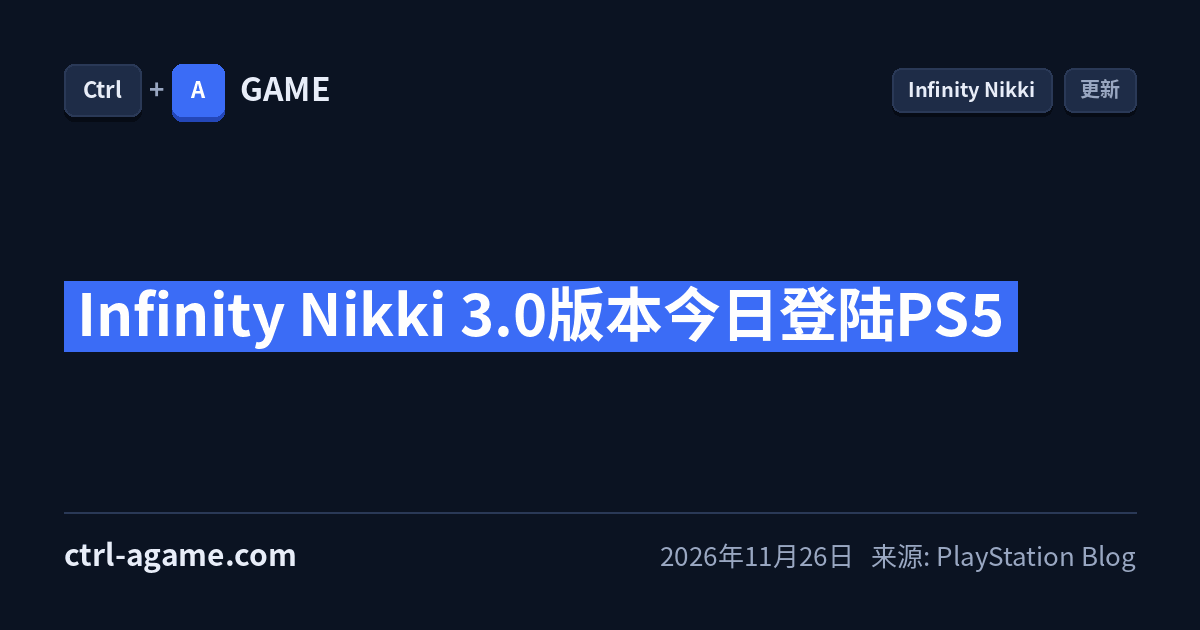 Ctrl + A GAME
Infinity Nikki 更新
Infinity Nikki 3.0版本今日登陆PS5
ctrl-agame.com
2026年11月26日 来源: PlayStation Blog